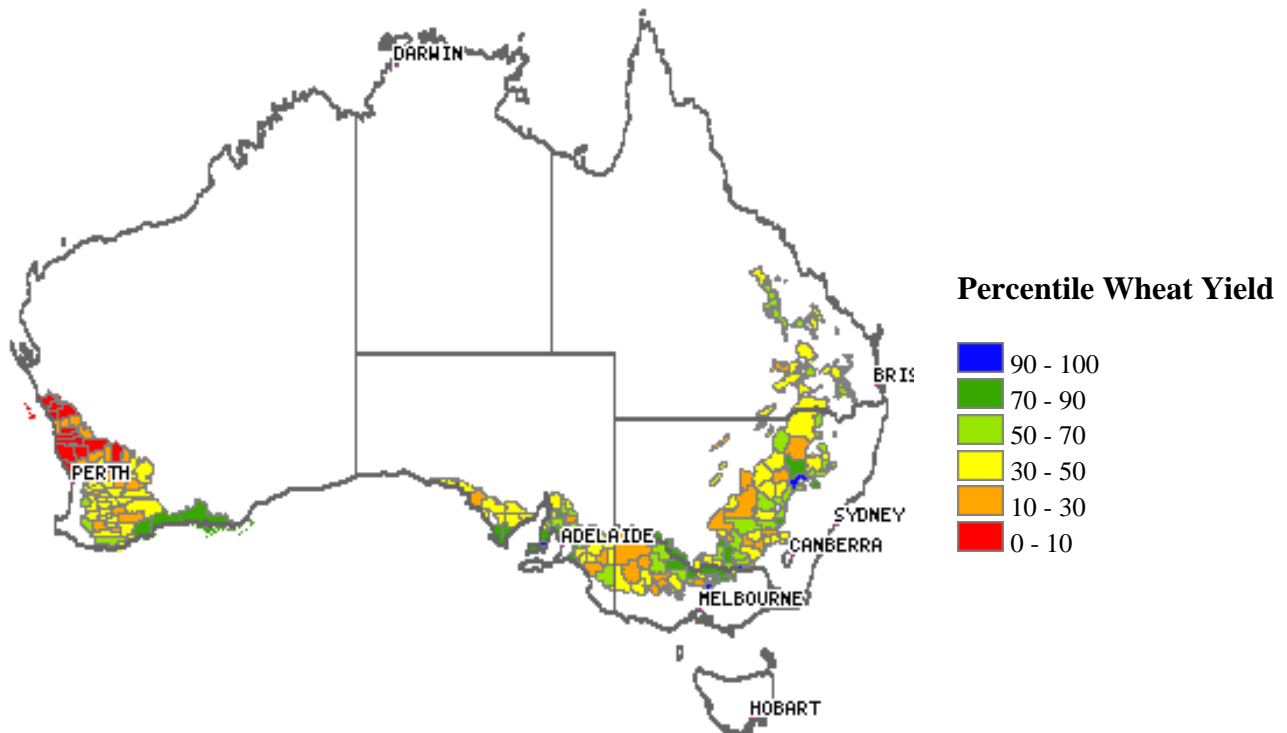 DARWIN
Percentile Wheat Yield
90 - 100
70 - 90
BRIS
50 - 70
30 - 50
PERTH
10 - 30
SYDNEY
ADELAIDE
CANBERRA
0 - 10
MELBOURNE
HOBART